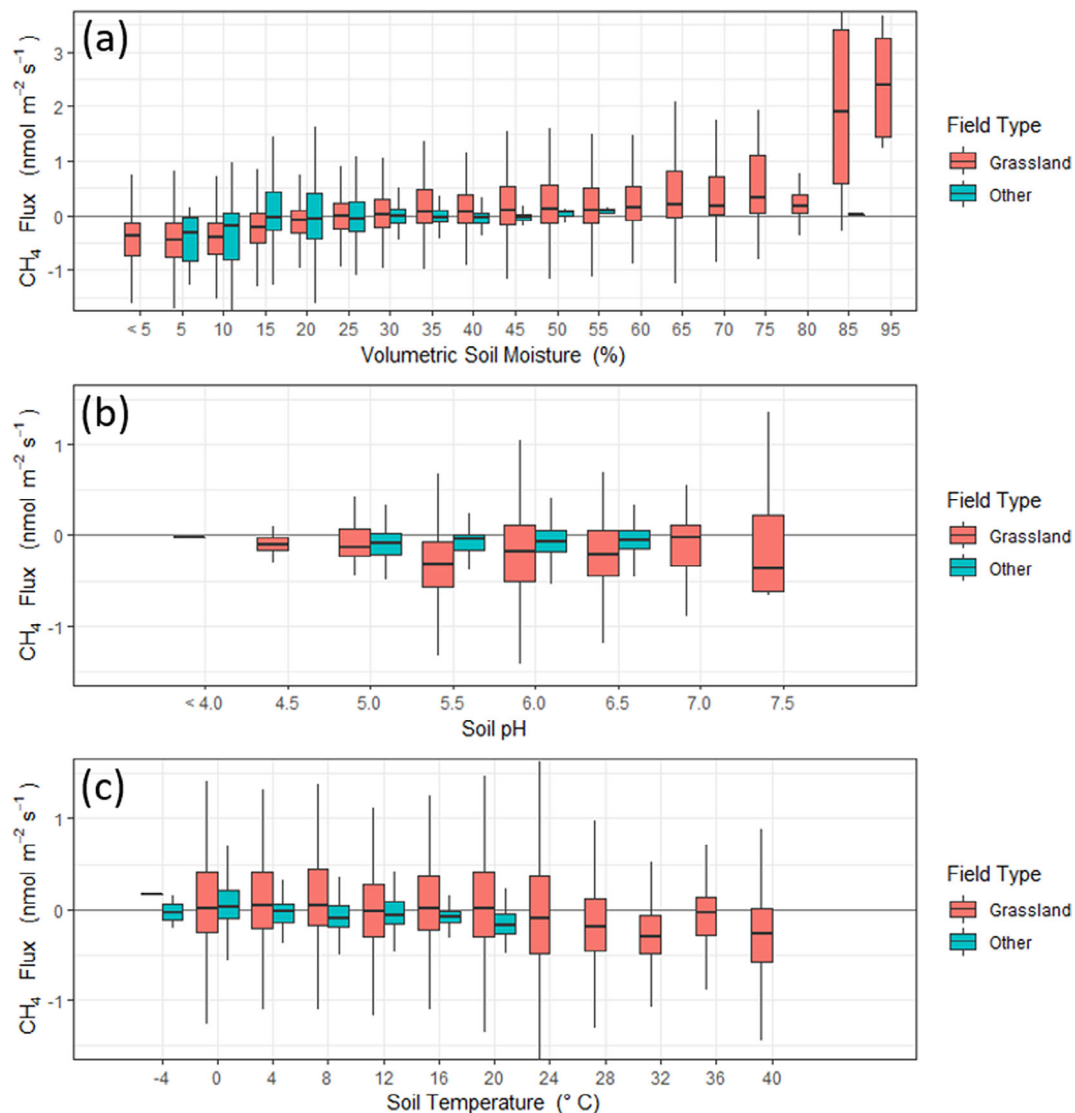 (a)
CH₄ Flux (nmol m⁻² s⁻¹)
3
2
1
0
-1
< 5 5 10 15 20 25 30 35 40 45 50 55 60 65 70 75 80 85 95
Volumetric Soil Moisture (%)
Field Type
Grassland
Other
(b)
CH₄ Flux (nmol m⁻² s⁻¹)
1
0
-1
< 4.0 4.5 5.0 5.5 6.0 6.5 7.0 7.5
Soil pH
Field Type
Grassland
Other
(c)
CH₄ Flux (nmol m⁻² s⁻¹)
1
0
-1
-4 0 4 8 12 16 20 24 28 32 36 40
Soil Temperature (° C)
Field Type
Grassland
Other